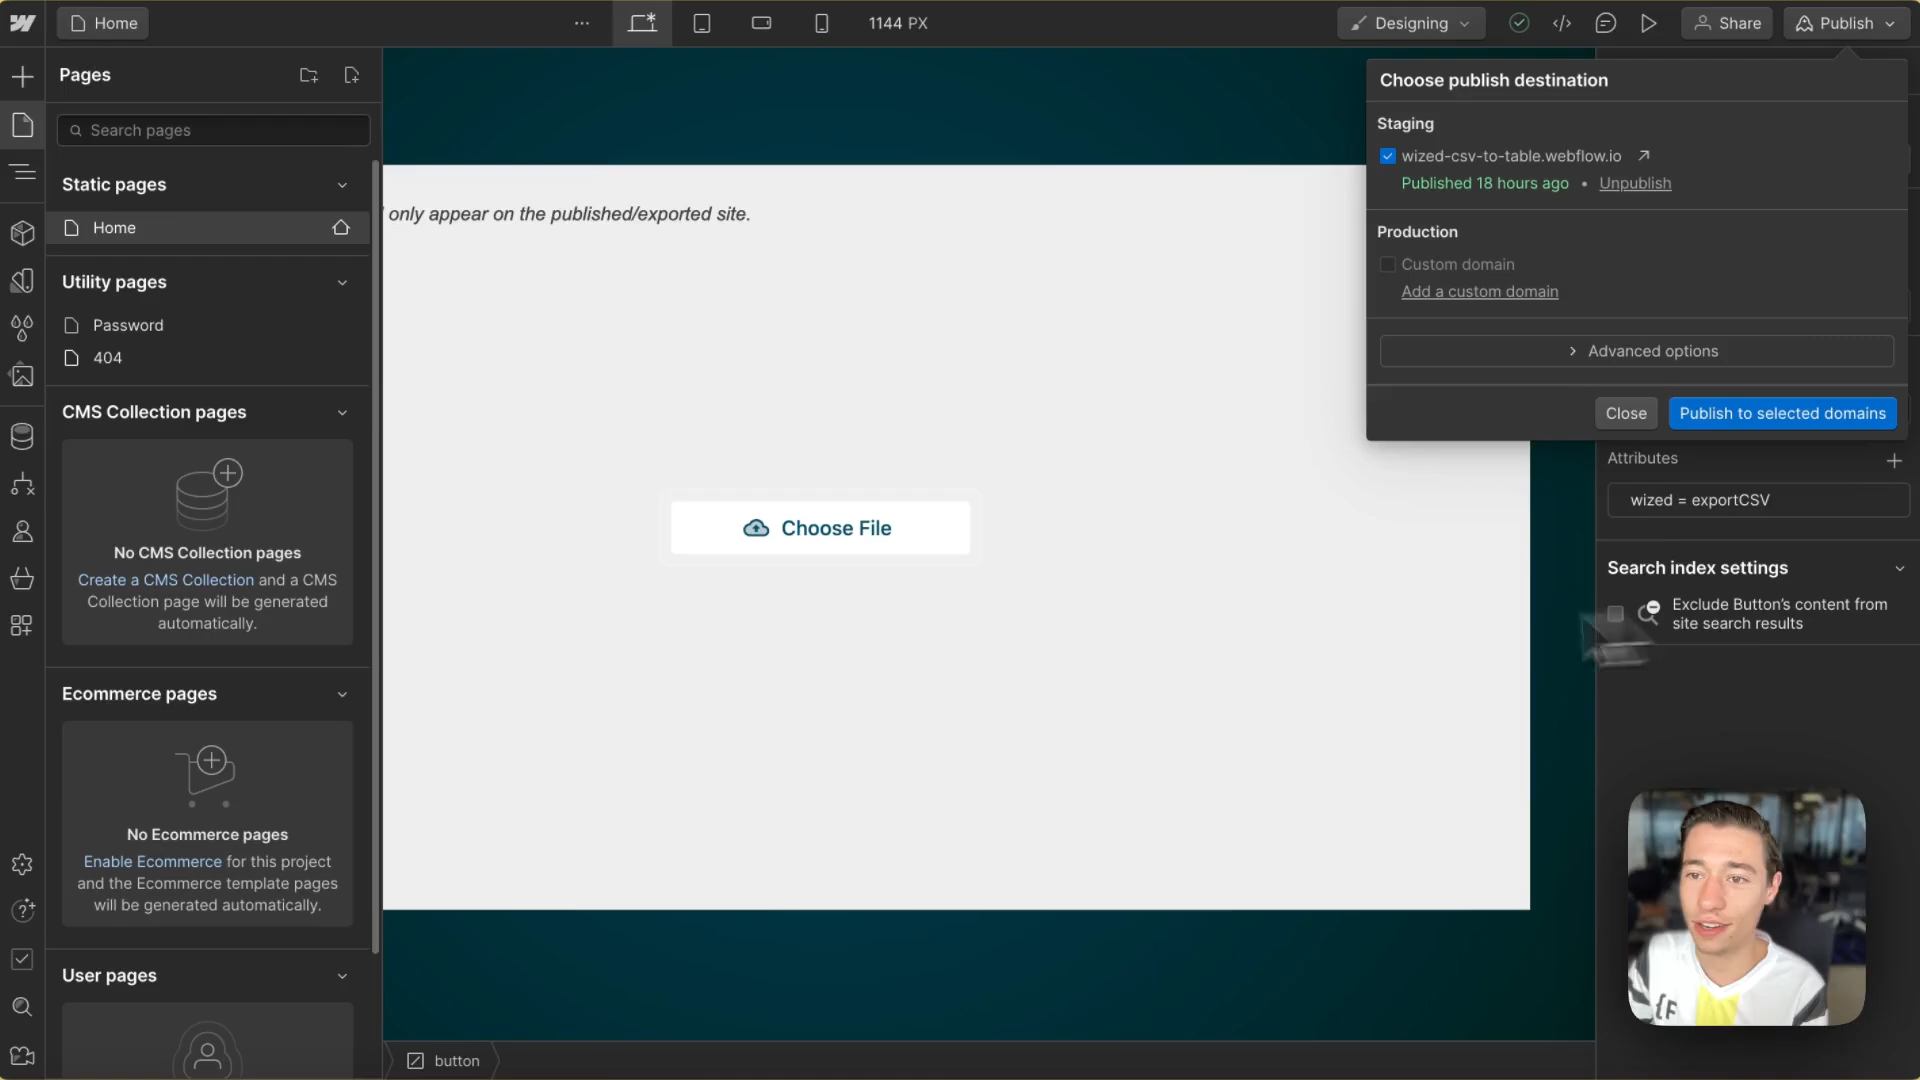 Home
1144 PX
Designing
Share
Publish
Pages
Search pages
Static pages
Home
Utility pages
Password
404
CMS Collection pages
No CMS Collection pages
Create a CMS Collection and a CMS
Collection page will be generated
automatically.
Ecommerce pages
No Ecommerce pages
Enable Ecommerce for this project
and the Ecommerce template pages
will be generated automatically.
User pages
only appear on the published/exported site.
Choose File
button
Choose publish destination
Staging
wized-csv-to-table.webflow.io
Published 18 hours ago • Unpublish
Production
Custom domain
Add a custom domain
Advanced options
Close
Publish to selected domains
Attributes
wized = exportCSV
Search index settings
Exclude Button's content from
site search results
{F